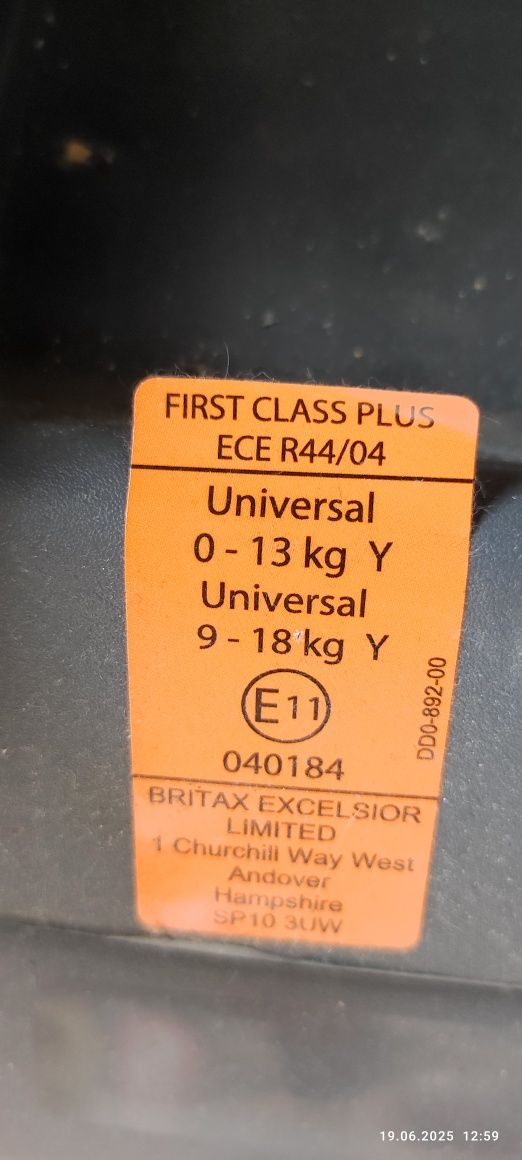 FIRST CLASS PLUS
ECE R44/04
Universal
0 - 13 kg Y
Universal
9 - 18 kg Y
E 11
040184
DD0-892-00
BRITAX EXCELSIOR
LIMITED
1 Churchill Way West
Andover
Hampshire
SP10 3UW
19.06.2025 12:59